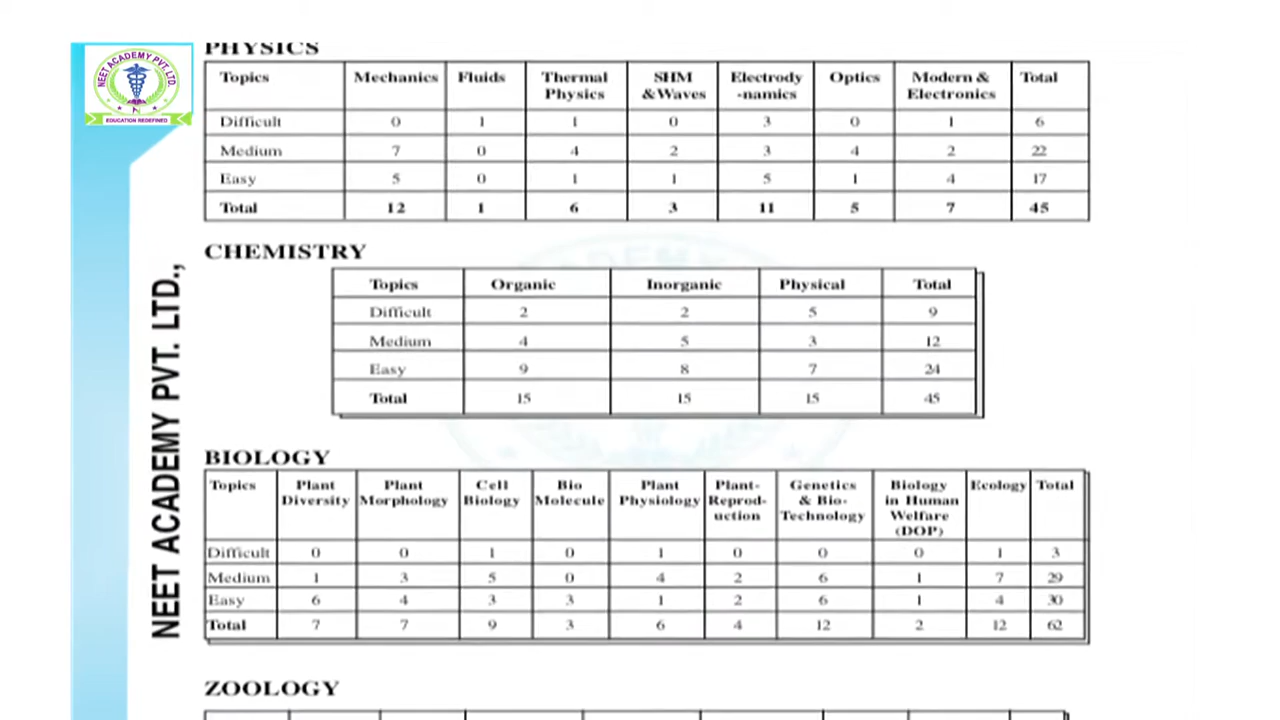 NEET ACADEMY PVT. LTD.
EDUCATION REDEFINED
NEET ACADEMY PVT. LTD.,
PHYSICS
Topics Mechanics Fluids Thermal Physics SHM &Waves Electrody -namics Optics Modern & Electronics Total
Difficult 0 1 1 0 3 0 1 6
Medium 7 0 4 2 3 4 2 22
Easy 5 0 1 1 5 1 4 17
Total 12 1 6 3 11 5 7 45
CHEMISTRY
Topics Organic Inorganic Physical Total
Difficult 2 2 5 9
Medium 4 5 3 12
Easy 9 8 7 24
Total 15 15 15 45
BIOLOGY
Topics Plant Diversity Plant Morphology Cell Biology Bio Molecule Plant Physiology Plant- Reprod- uction Genetics & Bio- Technology Biology in Human Welfare (DOP) Ecology Total
Difficult 0 0 1 0 1 0 0 0 1 3
Medium 1 3 5 0 4 2 6 1 7 29
Easy 6 4 3 3 1 2 6 1 4 30
Total 7 7 9 3 6 4 12 2 12 62
ZOOLOGY